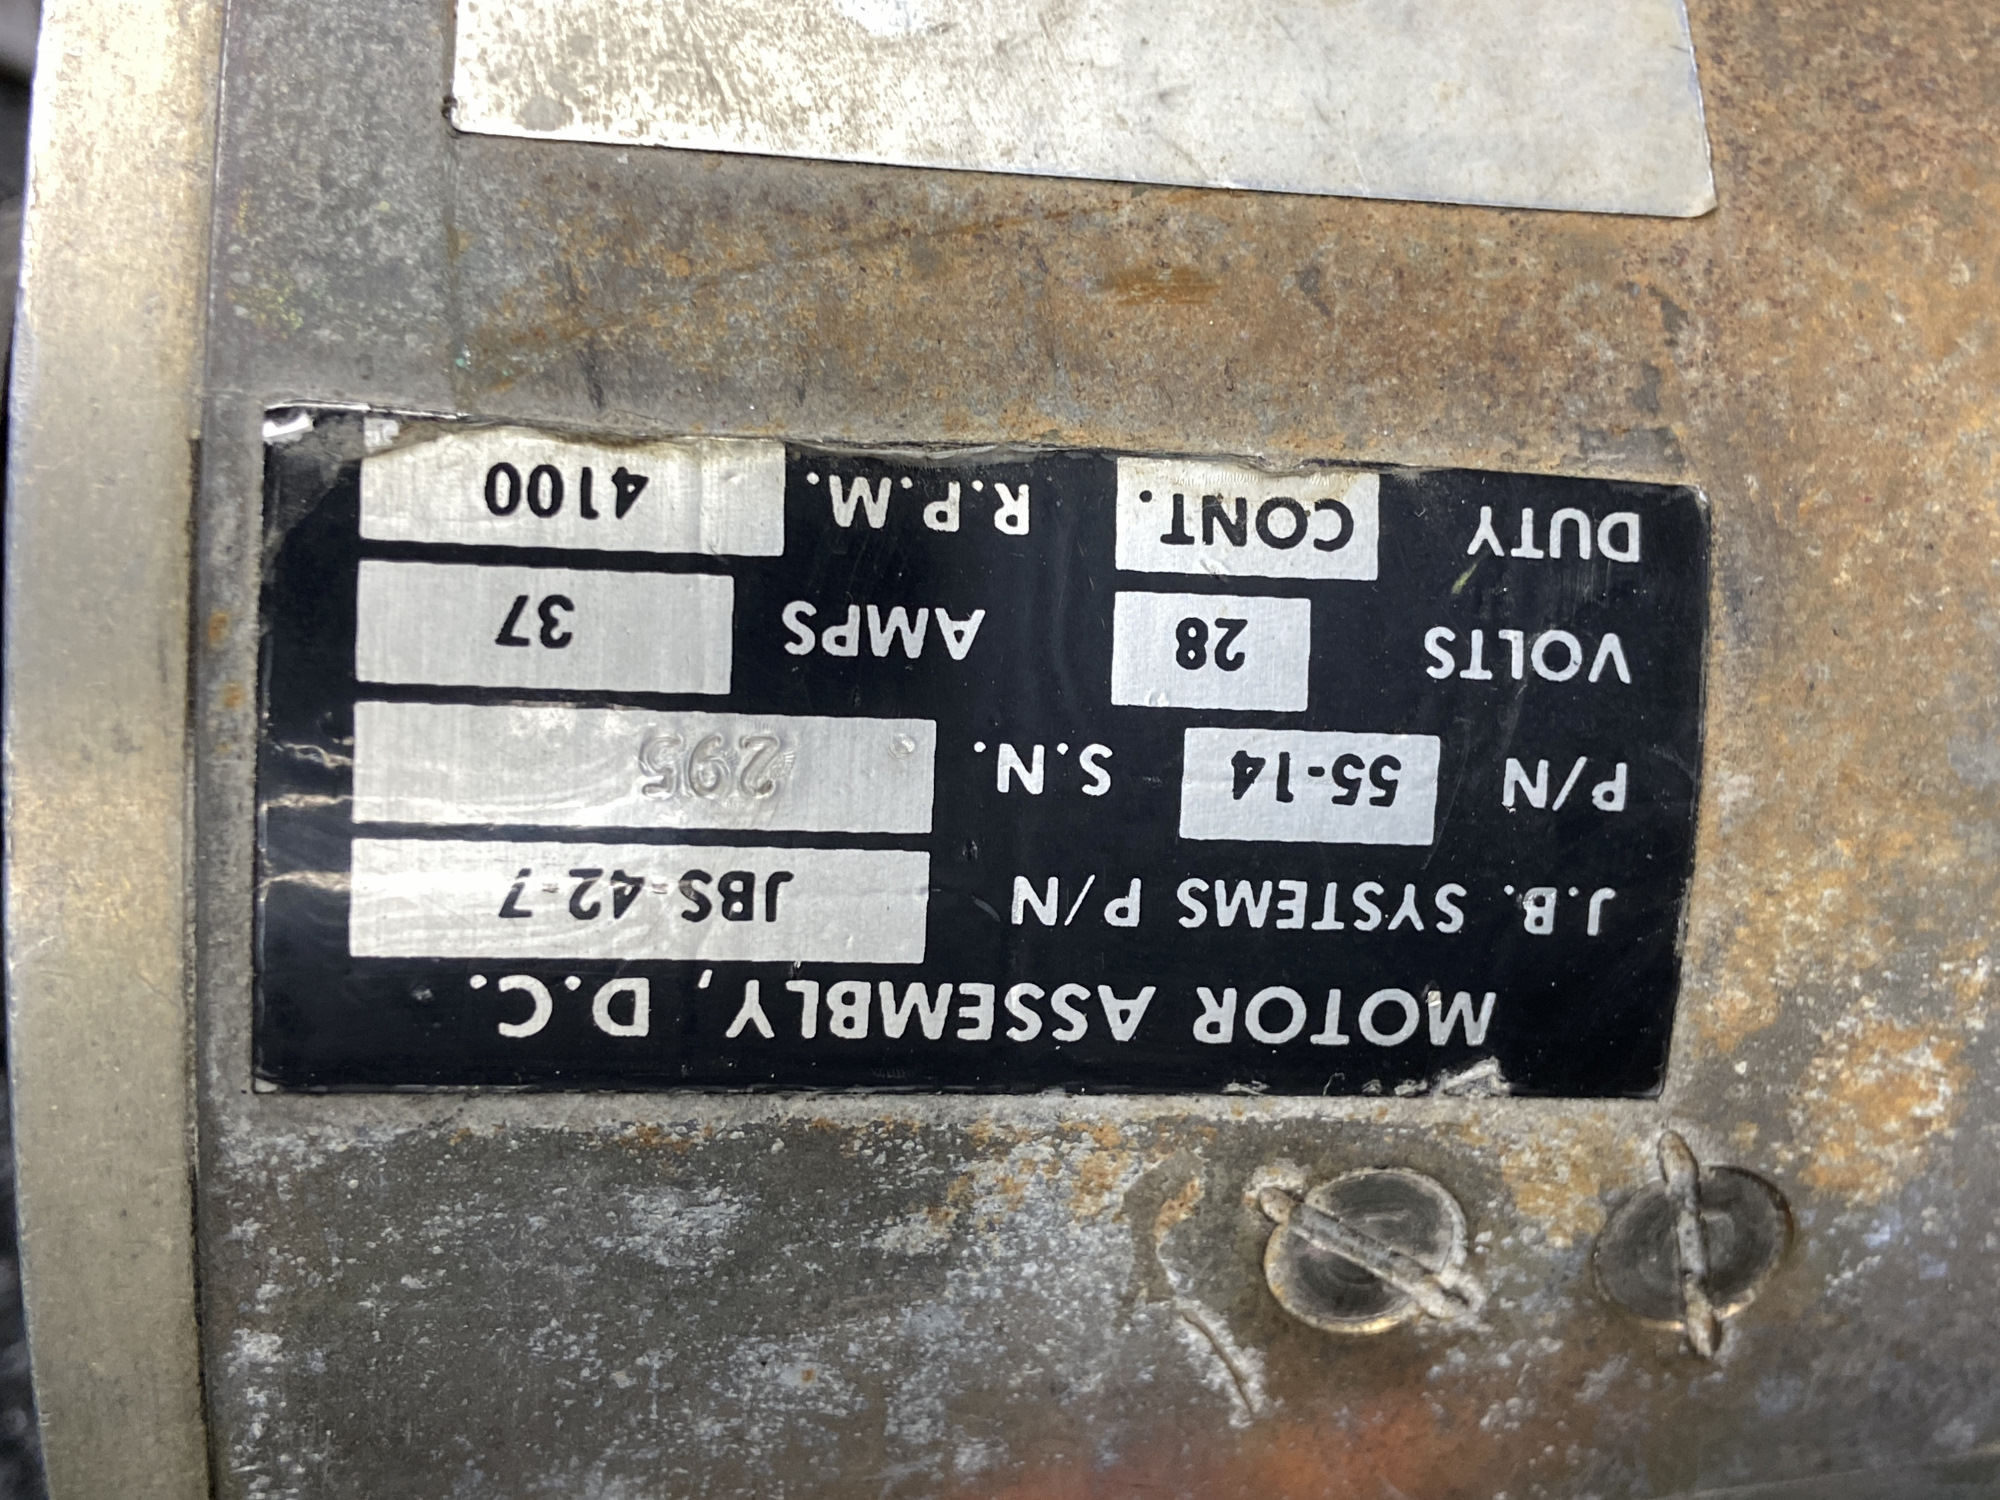 MOTOR ASSEMBLY, D.C.
J.B. SYSTEMS P/N JBS-42-7
P/N 55-14 S.N. 295
VOLTS 28 AMPS 37
DUTY CONT. R.P.M. 4100